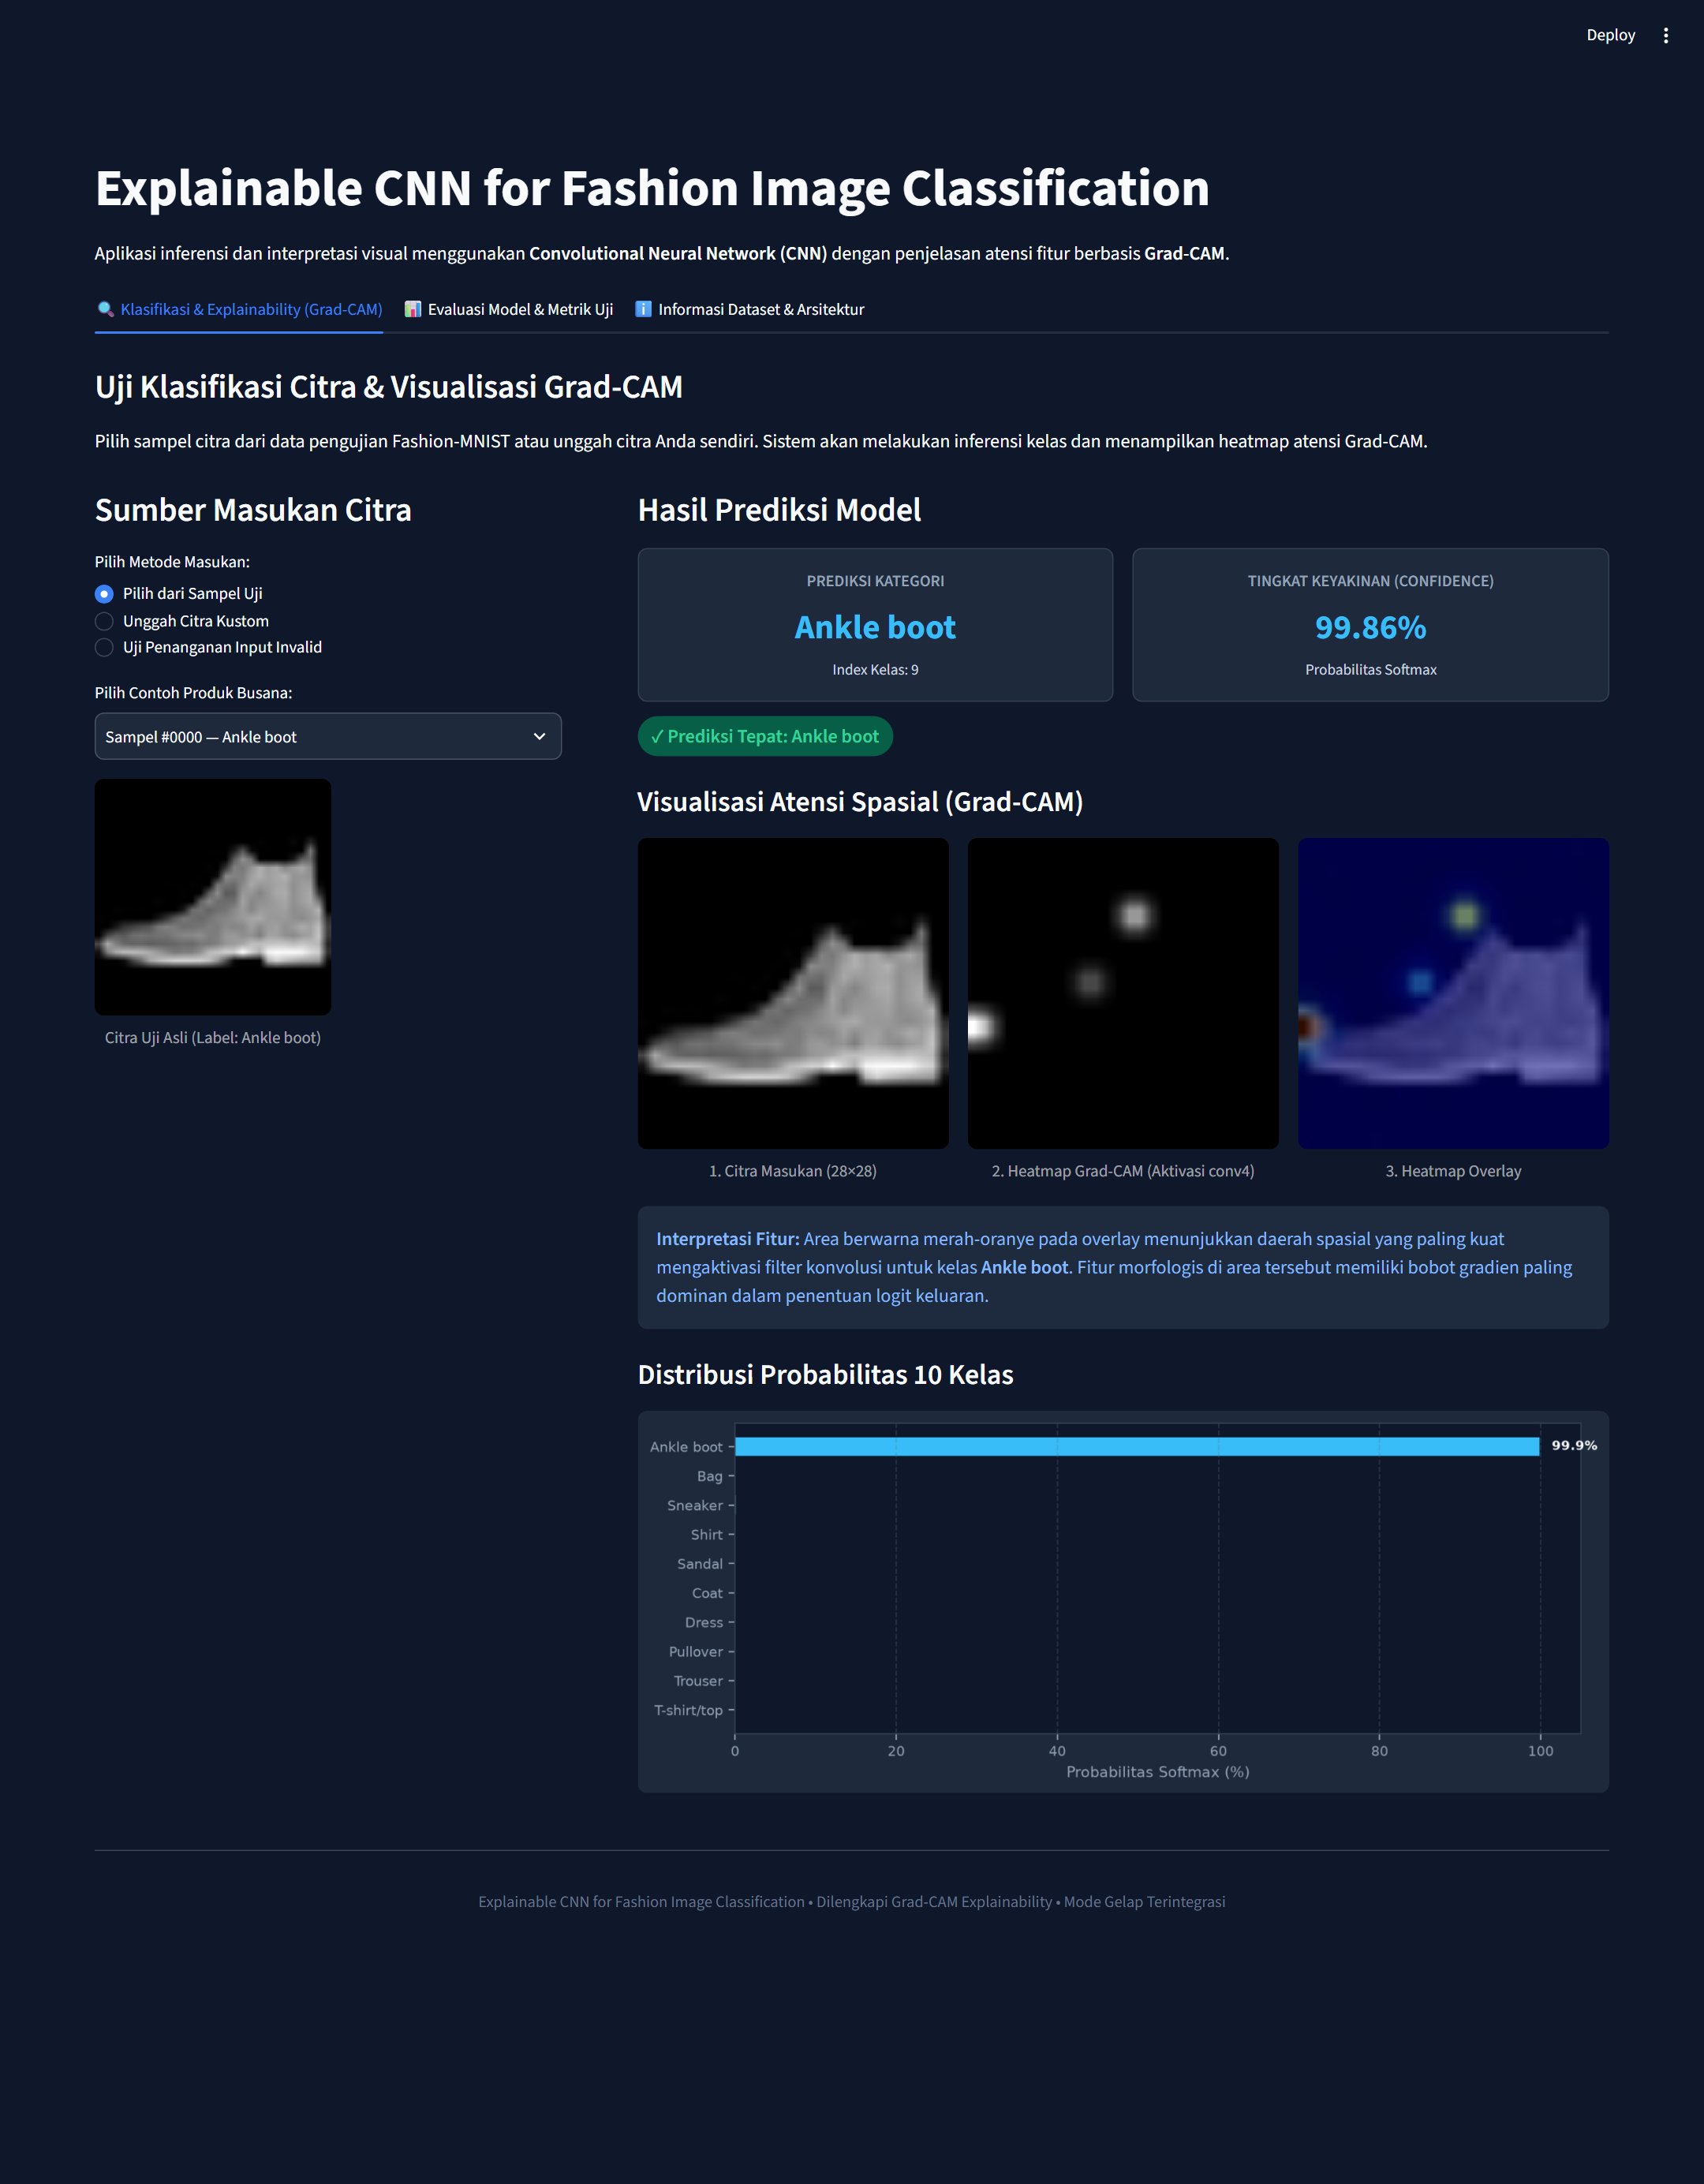 Deploy
Explainable CNN for Fashion Image Classification
Aplikasi inferensi dan interpretasi visual menggunakan Convolutional Neural Network (CNN) dengan penjelasan atensi fitur berbasis Grad-CAM.
Klasifikasi & Explainability (Grad-CAM)
Evaluasi Model & Metrik Uji
Informasi Dataset & Arsitektur
Uji Klasifikasi Citra & Visualisasi Grad-CAM
Pilih sampel citra dari data pengujian Fashion-MNIST atau unggah citra Anda sendiri. Sistem akan melakukan inferensi kelas dan menampilkan heatmap atensi Grad-CAM.
Sumber Masukan Citra
Pilih Metode Masukan:
Pilih dari Sampel Uji
Unggah Citra Kustom
Uji Penanganan Input Invalid
Pilih Contoh Produk Busana:
Sampel #0000 — Ankle boot
Citra Uji Asli (Label: Ankle boot)
Hasil Prediksi Model
PREDIKSI KATEGORI
Ankle boot
Index Kelas: 9
TINGKAT KEYAKINAN (CONFIDENCE)
99.86%
Probabilitas Softmax
✓ Prediksi Tepat: Ankle boot
Visualisasi Atensi Spasial (Grad-CAM)
1. Citra Masukan (28×28)
2. Heatmap Grad-CAM (Aktivasi conv4)
3. Heatmap Overlay
Interpretasi Fitur: Area berwarna merah-oranye pada overlay menunjukkan daerah spasial yang paling kuat
mengaktivasi filter konvolusi untuk kelas Ankle boot. Fitur morfologis di area tersebut memiliki bobot gradien paling
dominan dalam penentuan logit keluaran.
Distribusi Probabilitas 10 Kelas
Ankle boot
99.9%
Bag
Sneaker
Shirt
Sandal
Coat
Dress
Pullover
Trouser
T-shirt/top
0 20 40 60 80 100
Probabilitas Softmax (%)
Explainable CNN for Fashion Image Classification • Dilengkapi Grad-CAM Explainability • Mode Gelap Terintegrasi